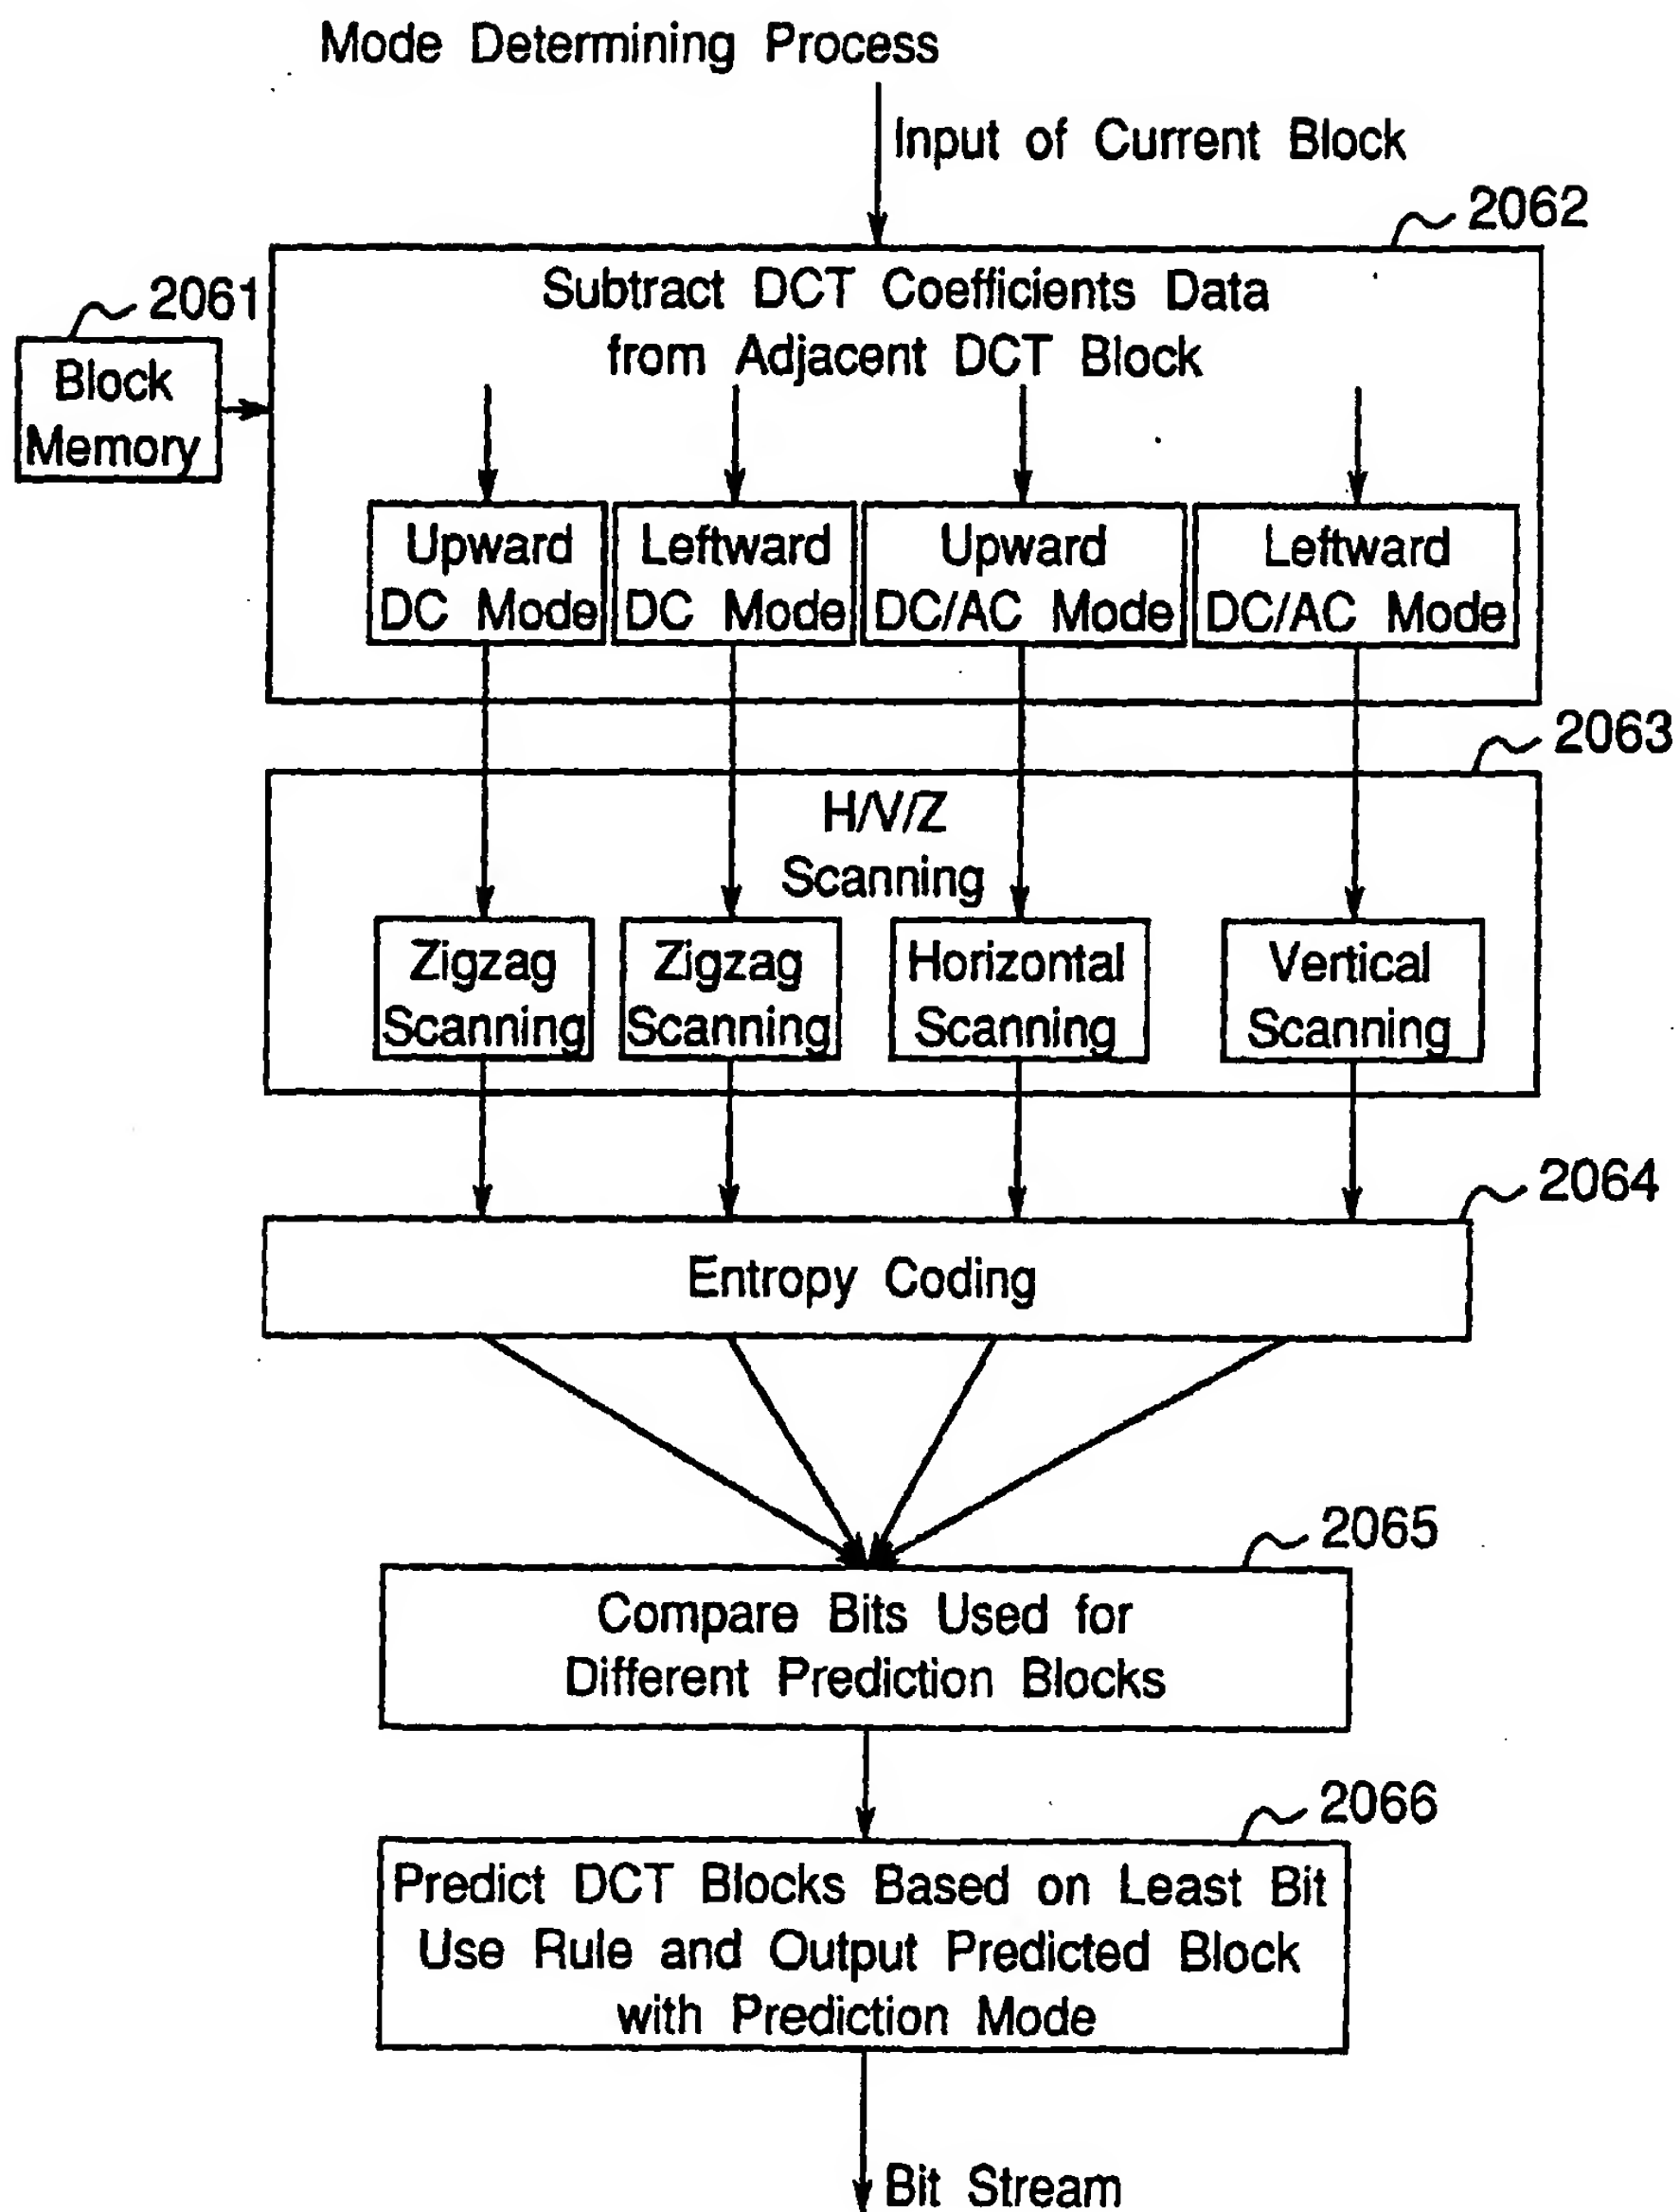 Mode Determining Process
Input of Current Block
2062
2061
Subtract DCT Coefficients Data
from Adjacent DCT Block
Block
Memory
Upward
DC Mode
Leftward
DC Mode
Upward
DC/AC Mode
Leftward
DC/AC Mode
2063
H/V/Z
Scanning
Zigzag
Scanning
Zigzag
Scanning
Horizontal
Scanning
Vertical
Scanning
2064
Entropy Coding
2065
Compare Bits Used for
Different Prediction Blocks
2066
Predict DCT Blocks Based on Least Bit
Use Rule and Output Predicted Block
with Prediction Mode
Bit Stream